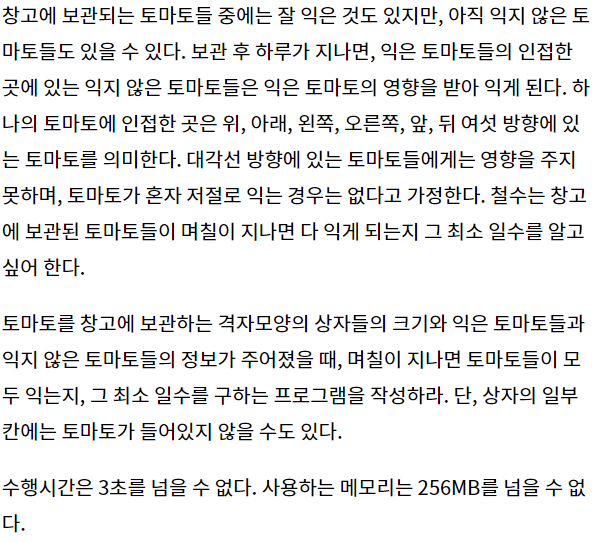 창고에 보관되는 토마토들 중에는 잘 익은 것도 있지만, 아직 익지 않은 토
마토들도 있을 수 있다. 보관 후 하루가 지나면, 익은 토마토들의 인접한
곳에 있는 익지 않은 토마토들은 익은 토마토의 영향을 받아 익게 된다. 하
나의 토마토에 인접한 곳은 위, 아래, 왼쪽, 오른쪽, 앞, 뒤 여섯 방향에 있
는 토마토를 의미한다. 대각선 방향에 있는 토마토들에게는 영향을 주지
못하며, 토마토가 혼자 저절로 익는 경우는 없다고 가정한다. 철수는 창고
에 보관된 토마토들이 며칠이 지나면 다 익게 되는지 그 최소 일수를 알고
싶어 한다.
토마토를 창고에 보관하는 격자모양의 상자들의 크기와 익은 토마토들과
익지 않은 토마토들의 정보가 주어졌을 때, 며칠이 지나면 토마토들이 모
두 익는지, 그 최소 일수를 구하는 프로그램을 작성하라. 단, 상자의 일부
칸에는 토마토가 들어있지 않을 수도 있다.
수행시간은 3초를 넘을 수 없다. 사용하는 메모리는 256MB를 넘을 수 없
다.